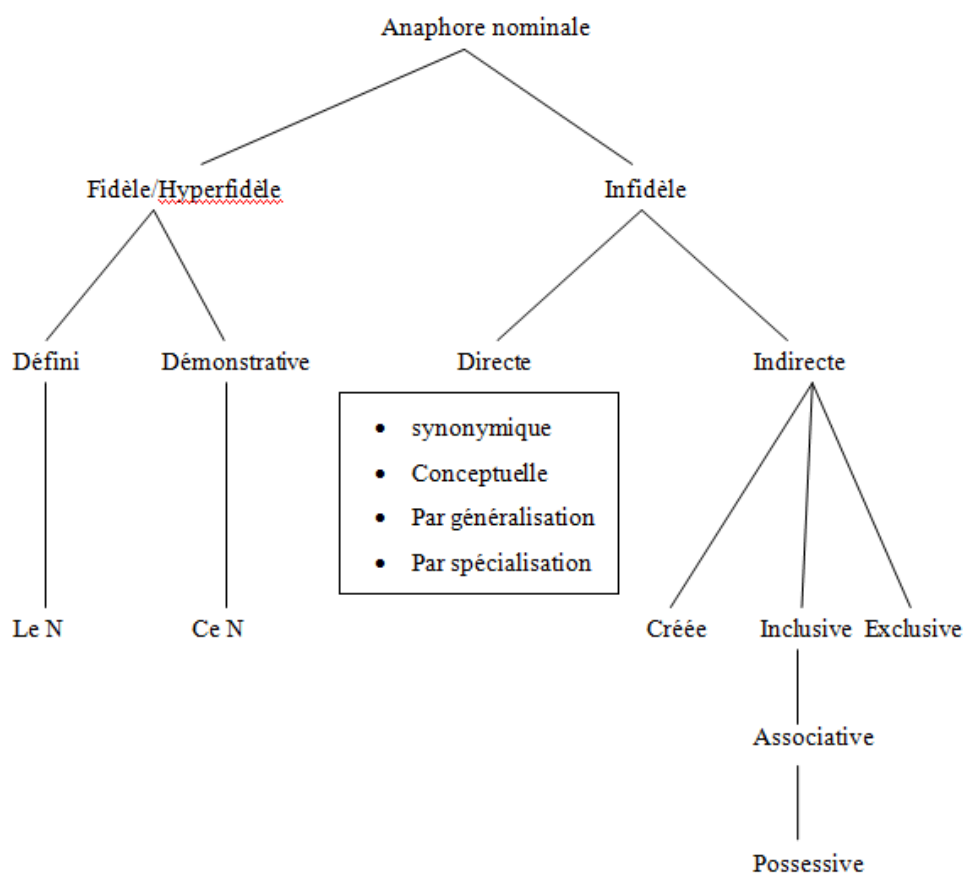 Anaphore nominale
Fidèle/Hyperfidèle
Infidèle
Défini
Démonstrative
Directe
Indirecte
• synonymique
• Conceptuelle
• Par généralisation
• Par spécialisation
Le N
Ce N
Créée
Inclusive
Exclusive
Associative
Possessive